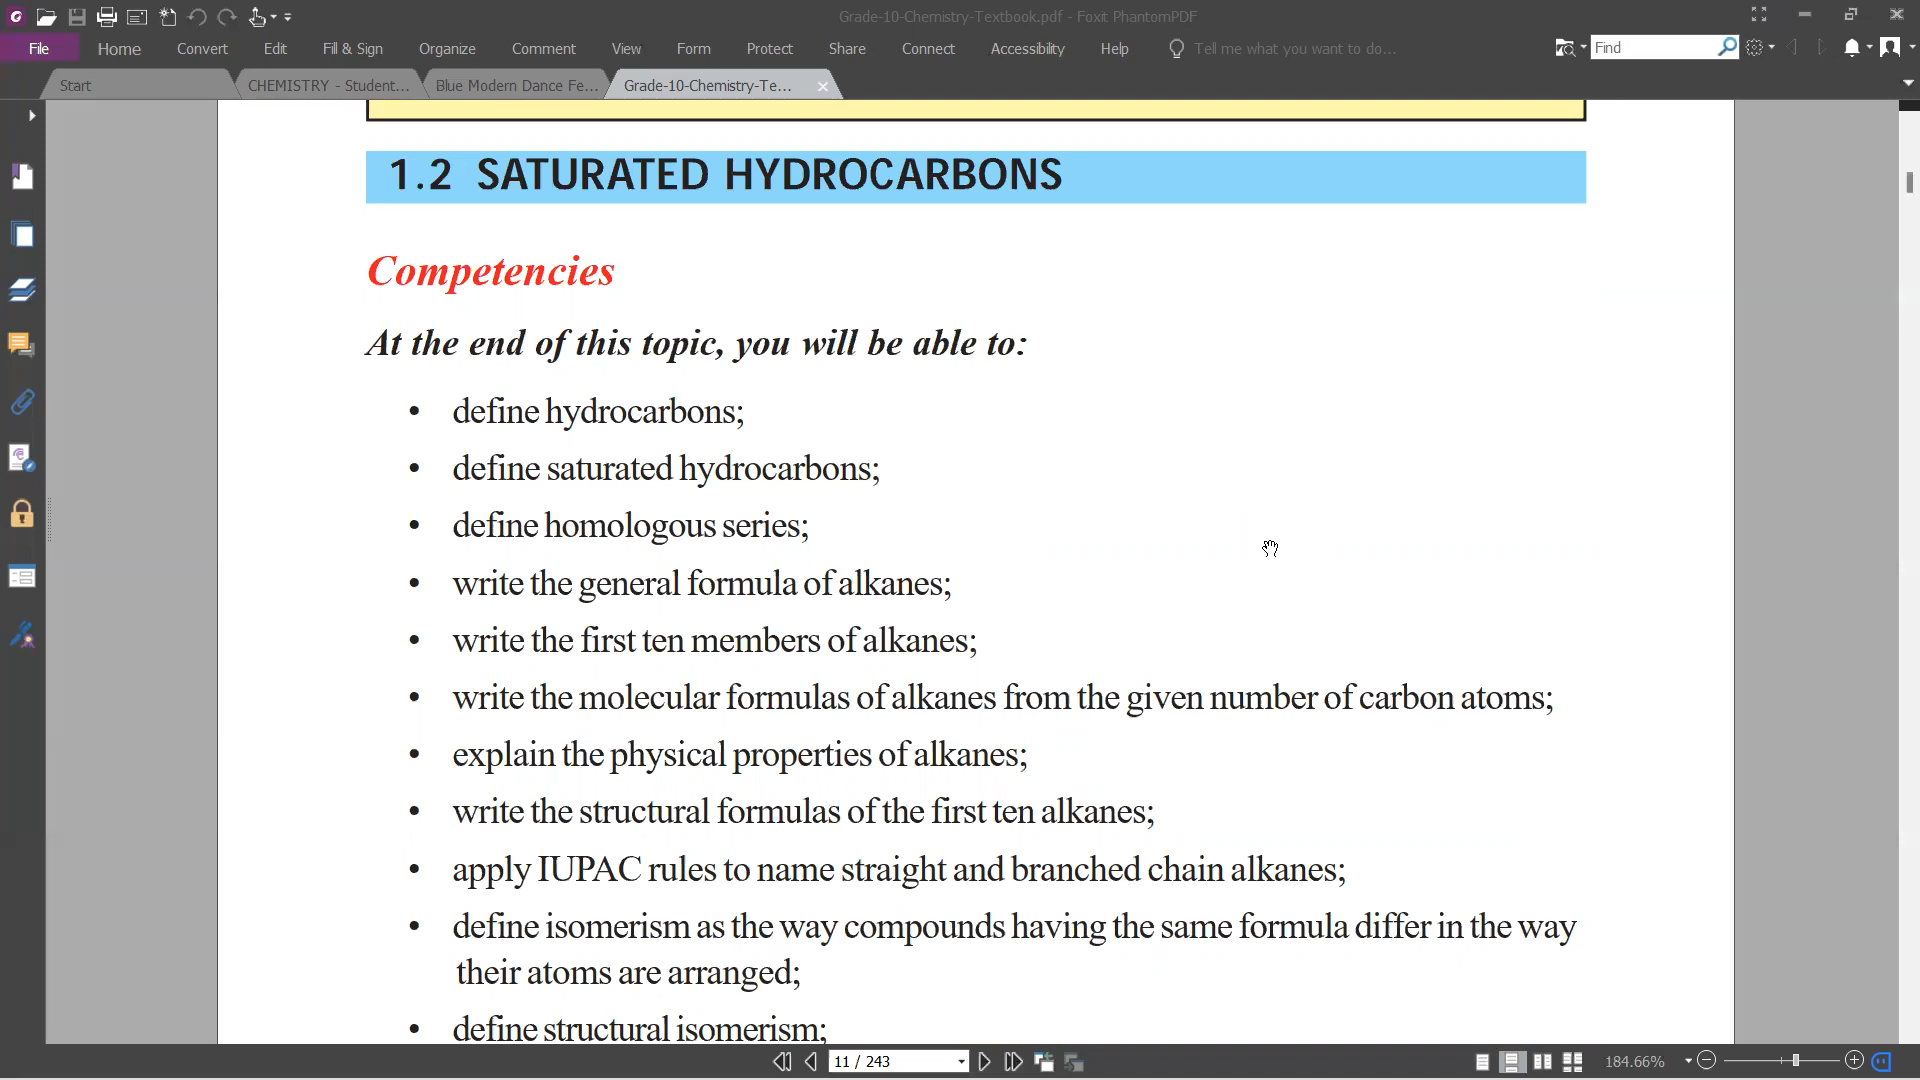 Grade-10-Chemistry-Textbook.pdf - Foxit PhantomPDF
File Home Convert Edit Fill & Sign Organize Comment View Form Protect Share Connect Accessibility Help Tell me what you want to do... Find
Start CHEMISTRY - Student... Blue Modern Dance Fe... Grade-10-Chemistry-Te...
1.2 SATURATED HYDROCARBONS
Competencies
At the end of this topic, you will be able to:
• define hydrocarbons;
• define saturated hydrocarbons;
• define homologous series;
• write the general formula of alkanes;
• write the first ten members of alkanes;
• write the molecular formulas of alkanes from the given number of carbon atoms;
• explain the physical properties of alkanes;
• write the structural formulas of the first ten alkanes;
• apply IUPAC rules to name straight and branched chain alkanes;
• define isomerism as the way compounds having the same formula differ in the way
their atoms are arranged;
• define structural isomerism;
11 / 243 184.66%